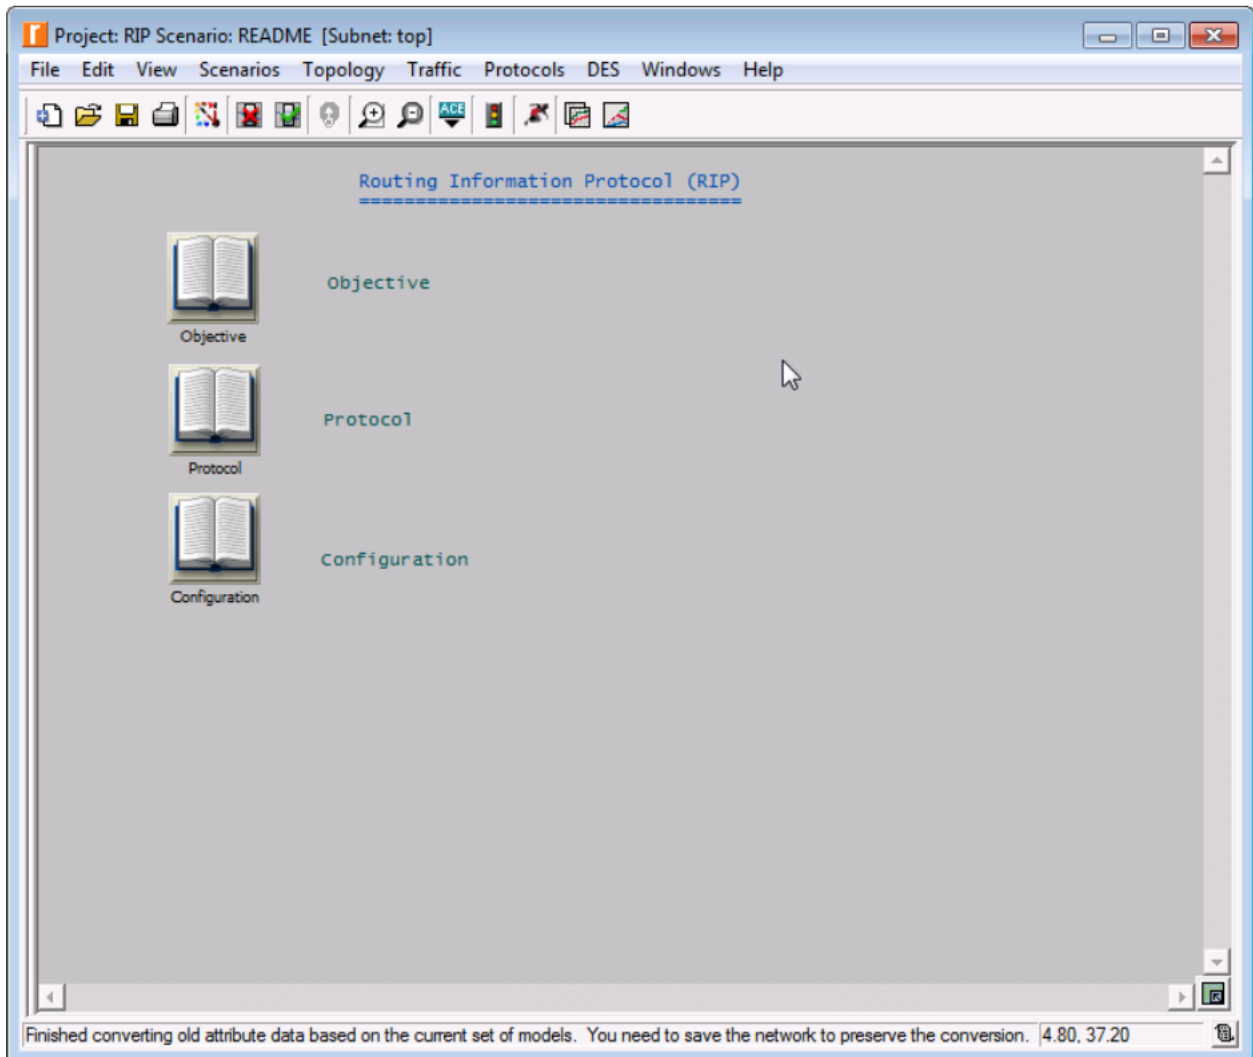 Project: RIP Scenario: README [Subnet: top]
File Edit View Scenarios Topology Traffic Protocols DES Windows Help
ACE
Routing Information Protocol (RIP)
==================================
Objective
Objective
Protocol
Protocol
Configuration
Configuration
Finished converting old attribute data based on the current set of models. You need to save the network to preserve the conversion. 4.80, 37.20